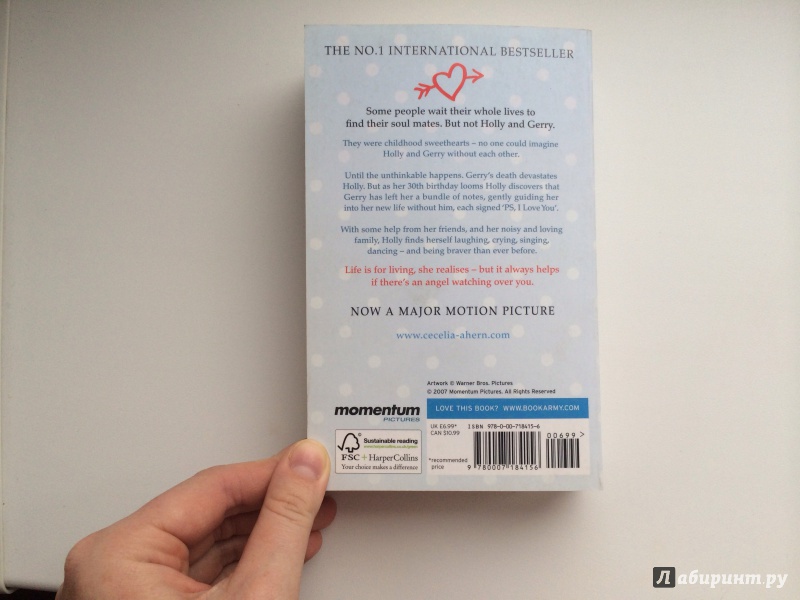 THE NO.1 INTERNATIONAL BESTSELLER
Some people wait their whole lives to
find their soul mates. But not Holly and Gerry.
They were childhood sweethearts – no one could imagine
Holly and Gerry without each other.
Until the unthinkable happens. Gerry's death devastates
Holly. But as her 30th birthday looms Holly discovers that
Gerry has left her a bundle of notes, gently guiding her
into her new life without him, each signed 'PS, I Love You'.
With some help from her friends, and her noisy and loving
family, Holly finds herself laughing, crying, singing,
dancing – and being braver than ever before.
Life is for living, she realises – but it always helps
if there's an angel watching over you.
NOW A MAJOR MOTION PICTURE
www.cecelia-ahern.com
Artwork © Warner Bros. Pictures
© 2007 Momentum Pictures. All Rights Reserved
momentum
PICTURES
LOVE THIS BOOK? WWW.BOOKARMY.COM
Sustainable reading
FSC + HarperCollins
Your choice makes a difference
UK £6.99*
CAN $10.99
*recommended
price
ISBN 978-0-00-718415-6
00699 >
9 780007 184156
Лабиринт.ру